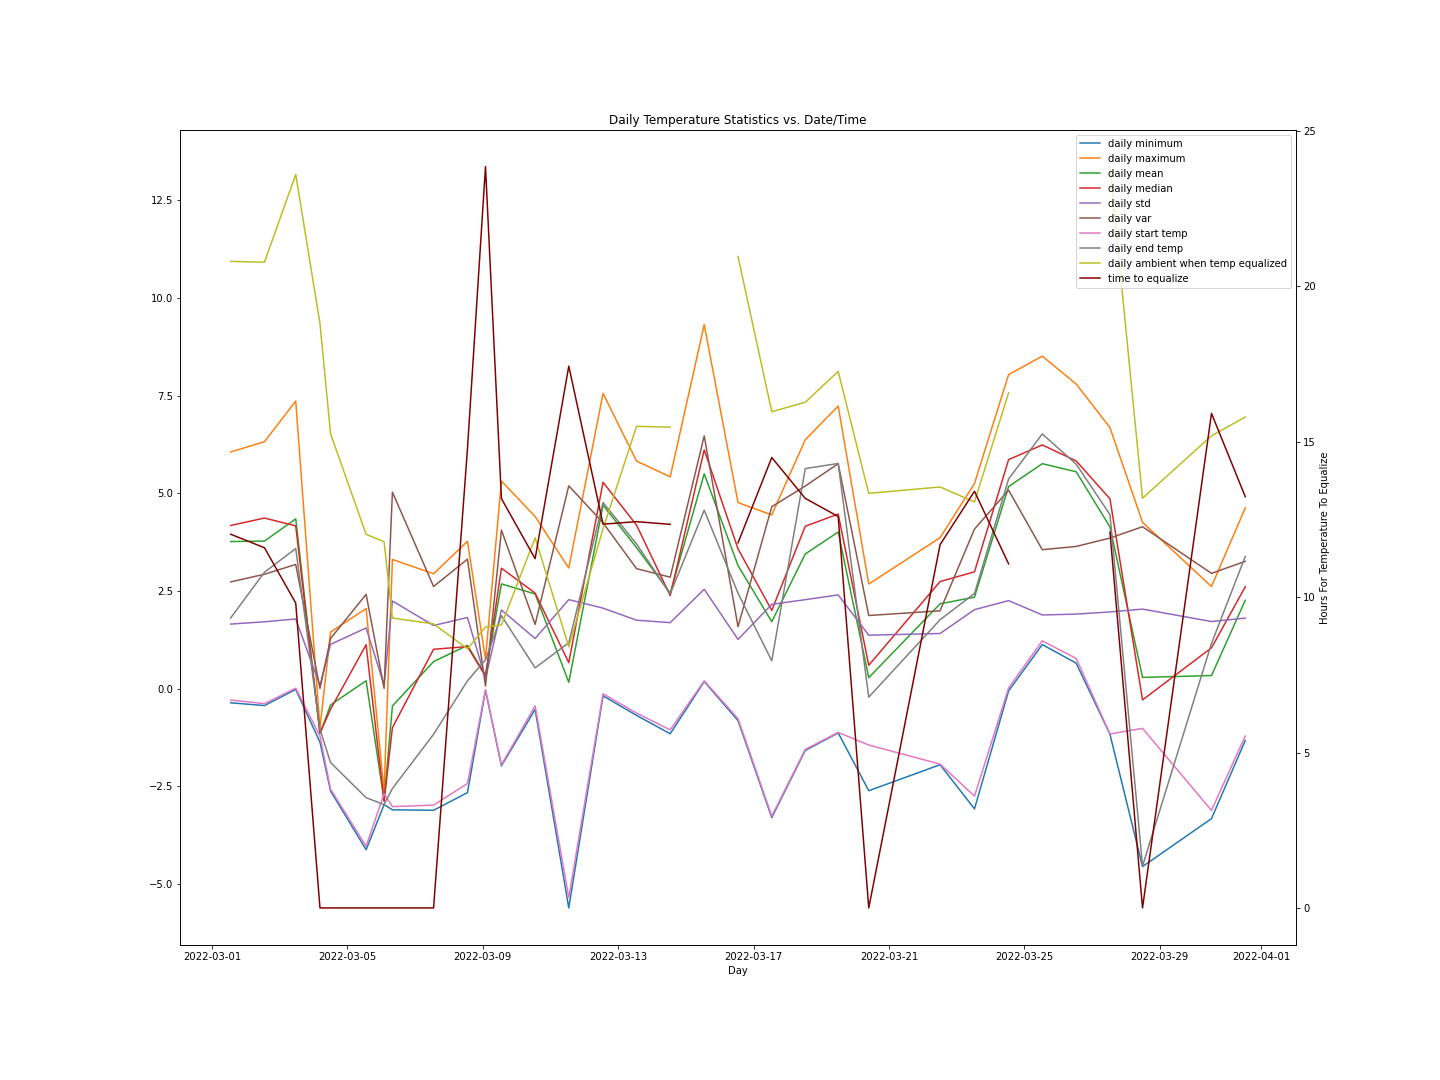 Daily Temperature Statistics vs. Date/Time
daily minimum
daily maximum
daily mean
daily median
daily std
daily var
daily start temp
daily end temp
daily ambient when temp equalized
time to equalize
12.5
10.0
7.5
5.0
2.5
0.0
−2.5
−5.0
25
20
15
10
5
0
Hours For Temperature To Equalize
2022-03-01
2022-03-05
2022-03-09
2022-03-13
2022-03-17
2022-03-21
2022-03-25
2022-03-29
2022-04-01
Day